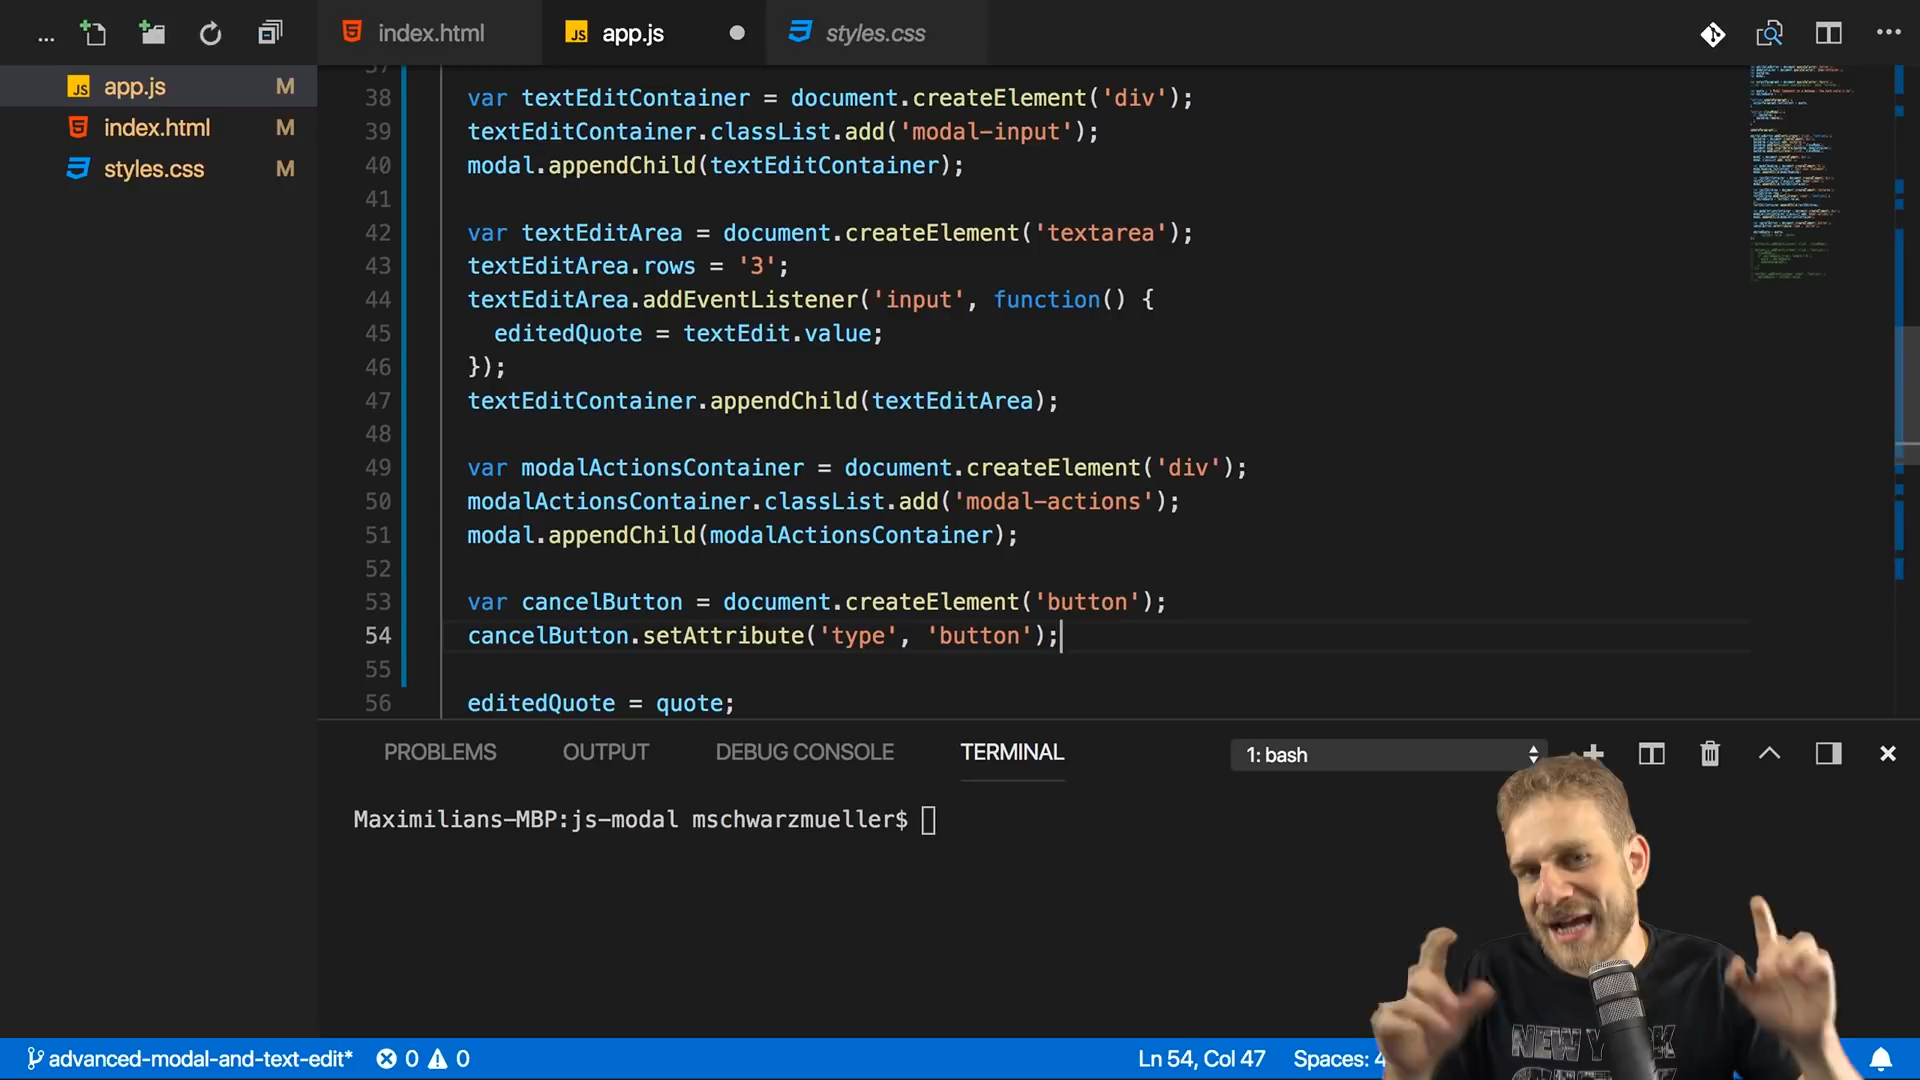 ...
index.html
app.js
styles.css
app.js M
index.html M
styles.css M
37
38 var textEditContainer = document.createElement('div');
39 textEditContainer.classList.add('modal-input');
40 modal.appendChild(textEditContainer);
41
42 var textEditArea = document.createElement('textarea');
43 textEditArea.rows = '3';
44 textEditArea.addEventListener('input', function() {
45 editedQuote = textEdit.value;
46 });
47 textEditContainer.appendChild(textEditArea);
48
49 var modalActionsContainer = document.createElement('div');
50 modalActionsContainer.classList.add('modal-actions');
51 modal.appendChild(modalActionsContainer);
52
53 var cancelButton = document.createElement('button');
54 cancelButton.setAttribute('type', 'button');
55
56 editedQuote = quote;
PROBLEMS OUTPUT DEBUG CONSOLE TERMINAL 1: bash
Maximilians-MBP:js-modal mschwarzmueller$
NEW YORK
advanced-modal-and-text-edit* 0 0 Ln 54, Col 47 Spaces: 4